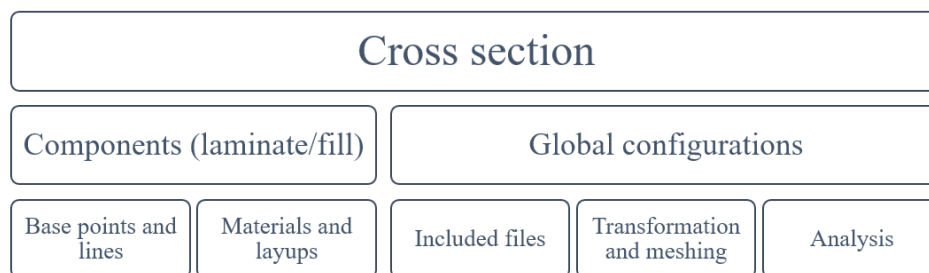 Cross section
Components (laminate/fill)
Global configurations
Base points and
lines
Materials and
layups
Included files
Transformation
and meshing
Analysis